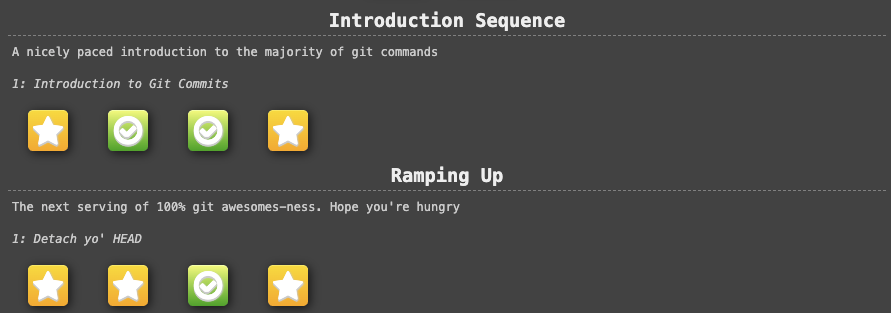 Introduction Sequence
A nicely paced introduction to the majority of git commands
1: Introduction to Git Commits
Ramping Up
The next serving of 100% git awesomes-ness. Hope you're hungry
1: Detach yo' HEAD